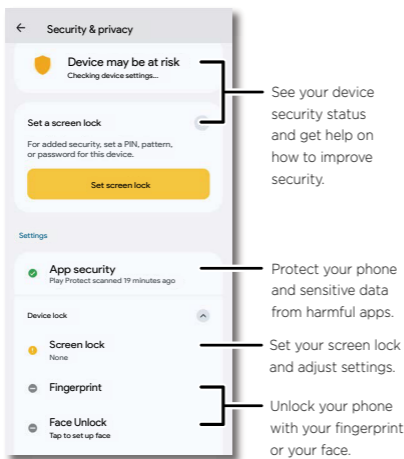 Security & privacy
Device may be at risk
Checking device settings...
Set a screen lock
For added security, set a PIN, pattern,
or password for this device.
Set screen lock
Settings
App security
Play Protect scanned 19 minutes ago
Device lock
Screen lock
None
Fingerprint
Face Unlock
Tap to set up face
See your device
security status
and get help on
how to improve
security.
Protect your phone
and sensitive data
from harmful apps.
Set your screen lock
and adjust settings.
Unlock your phone
with your fingerprint
or your face.